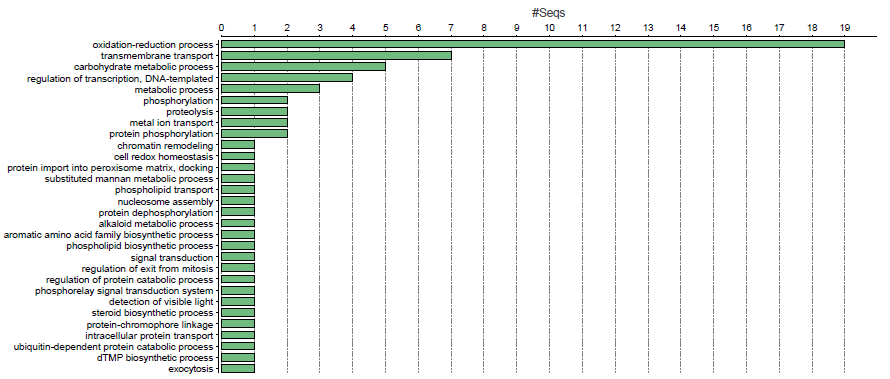 #Seqs
0 1 2 3 4 5 6 7 8 9 10 11 12 13 14 15 16 17 18 19
oxidation-reduction process
transmembrane transport
carbohydrate metabolic process
regulation of transcription, DNA-templated
metabolic process
phosphorylation
proteolysis
metal ion transport
protein phosphorylation
chromatin remodeling
cell redox homeostasis
protein import into peroxisome matrix, docking
substituted mannan metabolic process
phospholipid transport
nucleosome assembly
protein dephosphorylation
alkaloid metabolic process
aromatic amino acid family biosynthetic process
phospholipid biosynthetic process
signal transduction
regulation of exit from mitosis
regulation of protein catabolic process
phosphorelay signal transduction system
detection of visible light
steroid biosynthetic process
protein-chromophore linkage
intracellular protein transport
ubiquitin-dependent protein catabolic process
dTMP biosynthetic process
exocytosis